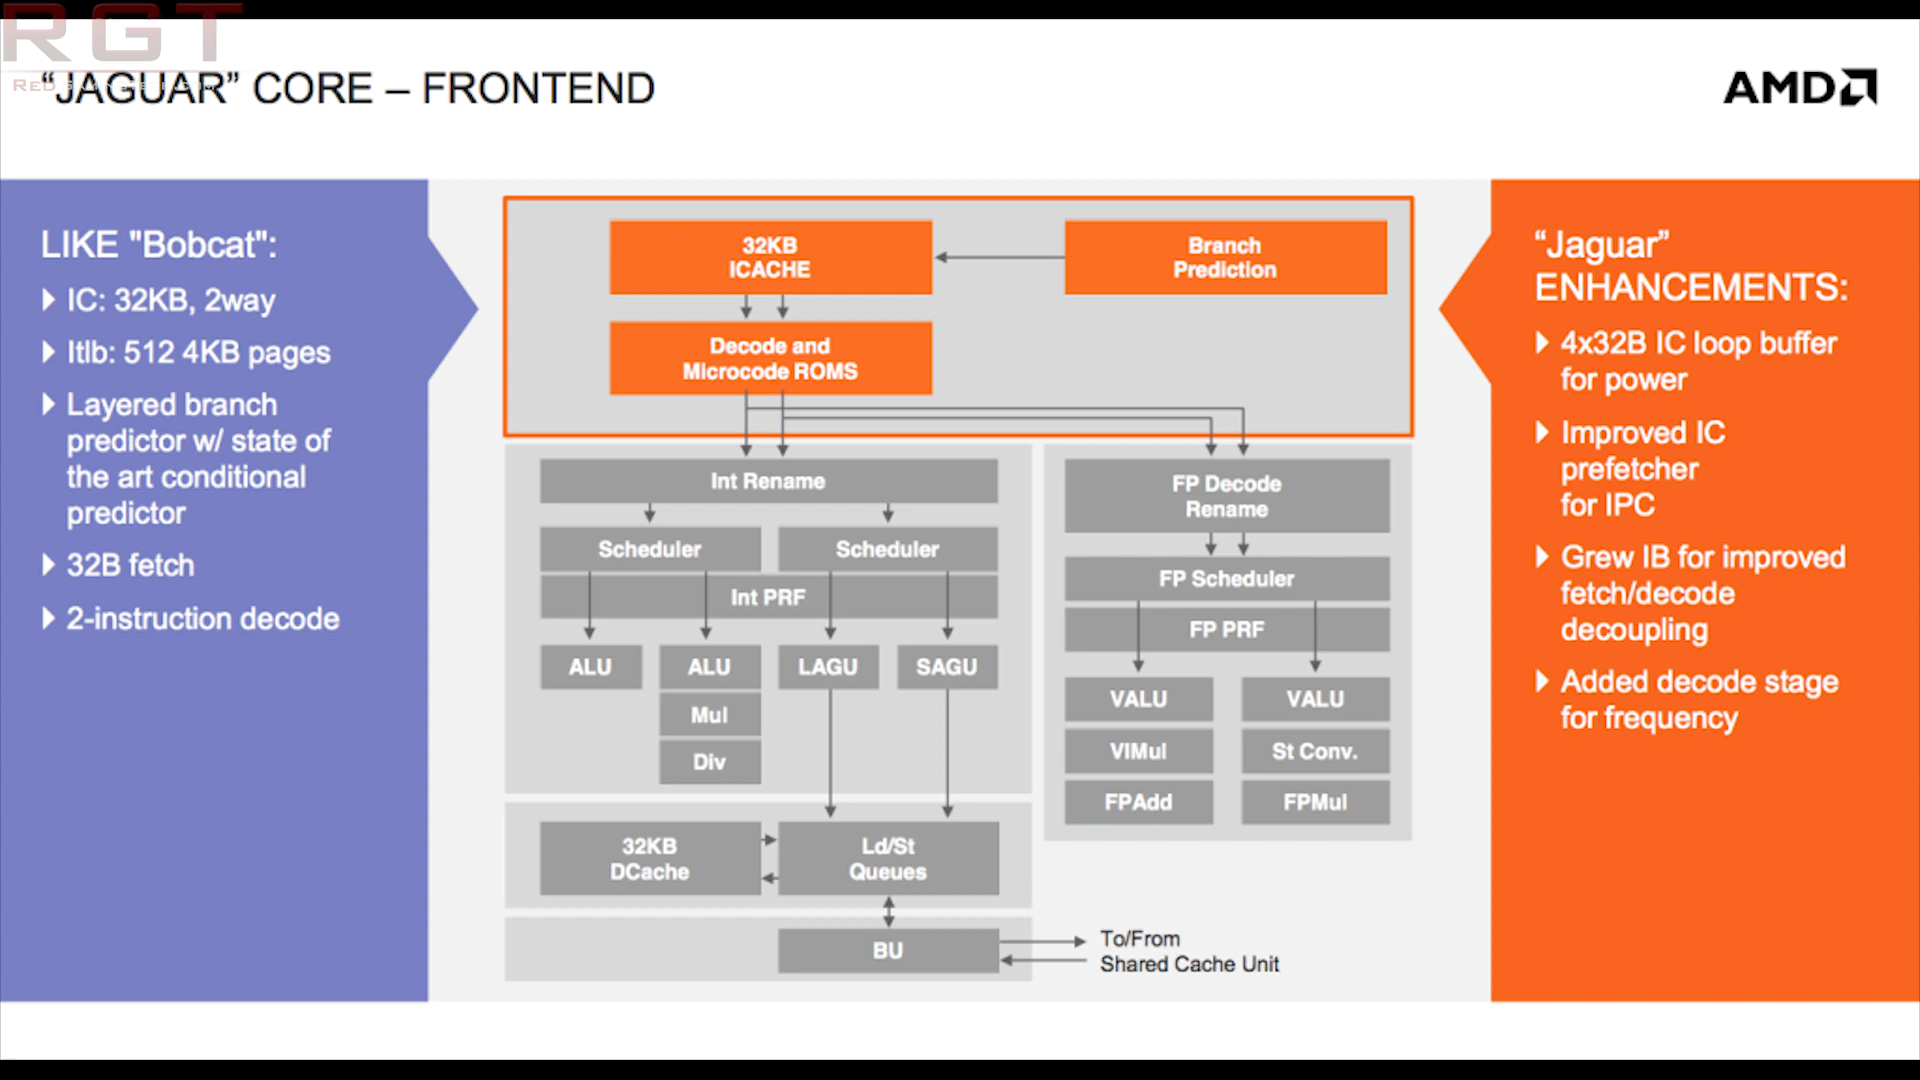 RGT
“JAGUAR” CORE – FRONTEND
AMD
LIKE "Bobcat":
IC: 32KB, 2way
Itlb: 512 4KB pages
Layered branch
predictor w/ state of
the art conditional
predictor
32B fetch
2-instruction decode
32KB
ICACHE
Branch
Prediction
Decode and
Microcode ROMS
Int Rename
Scheduler
Scheduler
Int PRF
ALU
ALU
LAGU
SAGU
Mul
Div
FP Decode
Rename
FP Scheduler
FP PRF
VALU
VALU
VIMul
St Conv.
FPAdd
FPMul
32KB
DCache
Ld/St
Queues
BU
To/From
Shared Cache Unit
“Jaguar”
ENHANCEMENTS:
4x32B IC loop buffer
for power
Improved IC
prefetcher
for IPC
Grew IB for improved
fetch/decode
decoupling
Added decode stage
for frequency